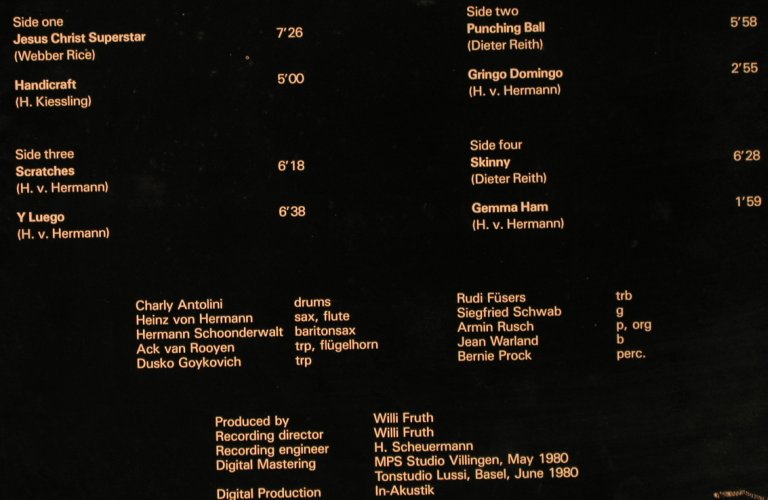 Side one
Jesus Christ Superstar 7'26
(Webber Rice)
Handicraft 5'00
(H. Kiessling)
Side two
Punching Ball 5'58
(Dieter Reith)
Gringo Domingo 2'55
(H. v. Hermann)
Side three
Scratches 6'18
(H. v. Hermann)
Y Luego 6'38
(H. v. Hermann)
Side four
Skinny 6'28
(Dieter Reith)
Gemma Ham 1'59
(H. v. Hermann)
Charly Antolini drums
Heinz von Hermann sax, flute
Hermann Schoonderwalt baritonsax
Ack van Rooyen trp, flügelhorn
Dusko Goykovich trp
Rudi Füsers trb
Siegfried Schwab g
Armin Rusch p, org
Jean Warland b
Bernie Prock perc.
Produced by Willi Fruth
Recording director Willi Fruth
Recording engineer H. Scheuermann
Digital Mastering MPS Studio Villingen, May 1980
Tonstudio Lussi, Basel, June 1980
Digital Production In-Akustik